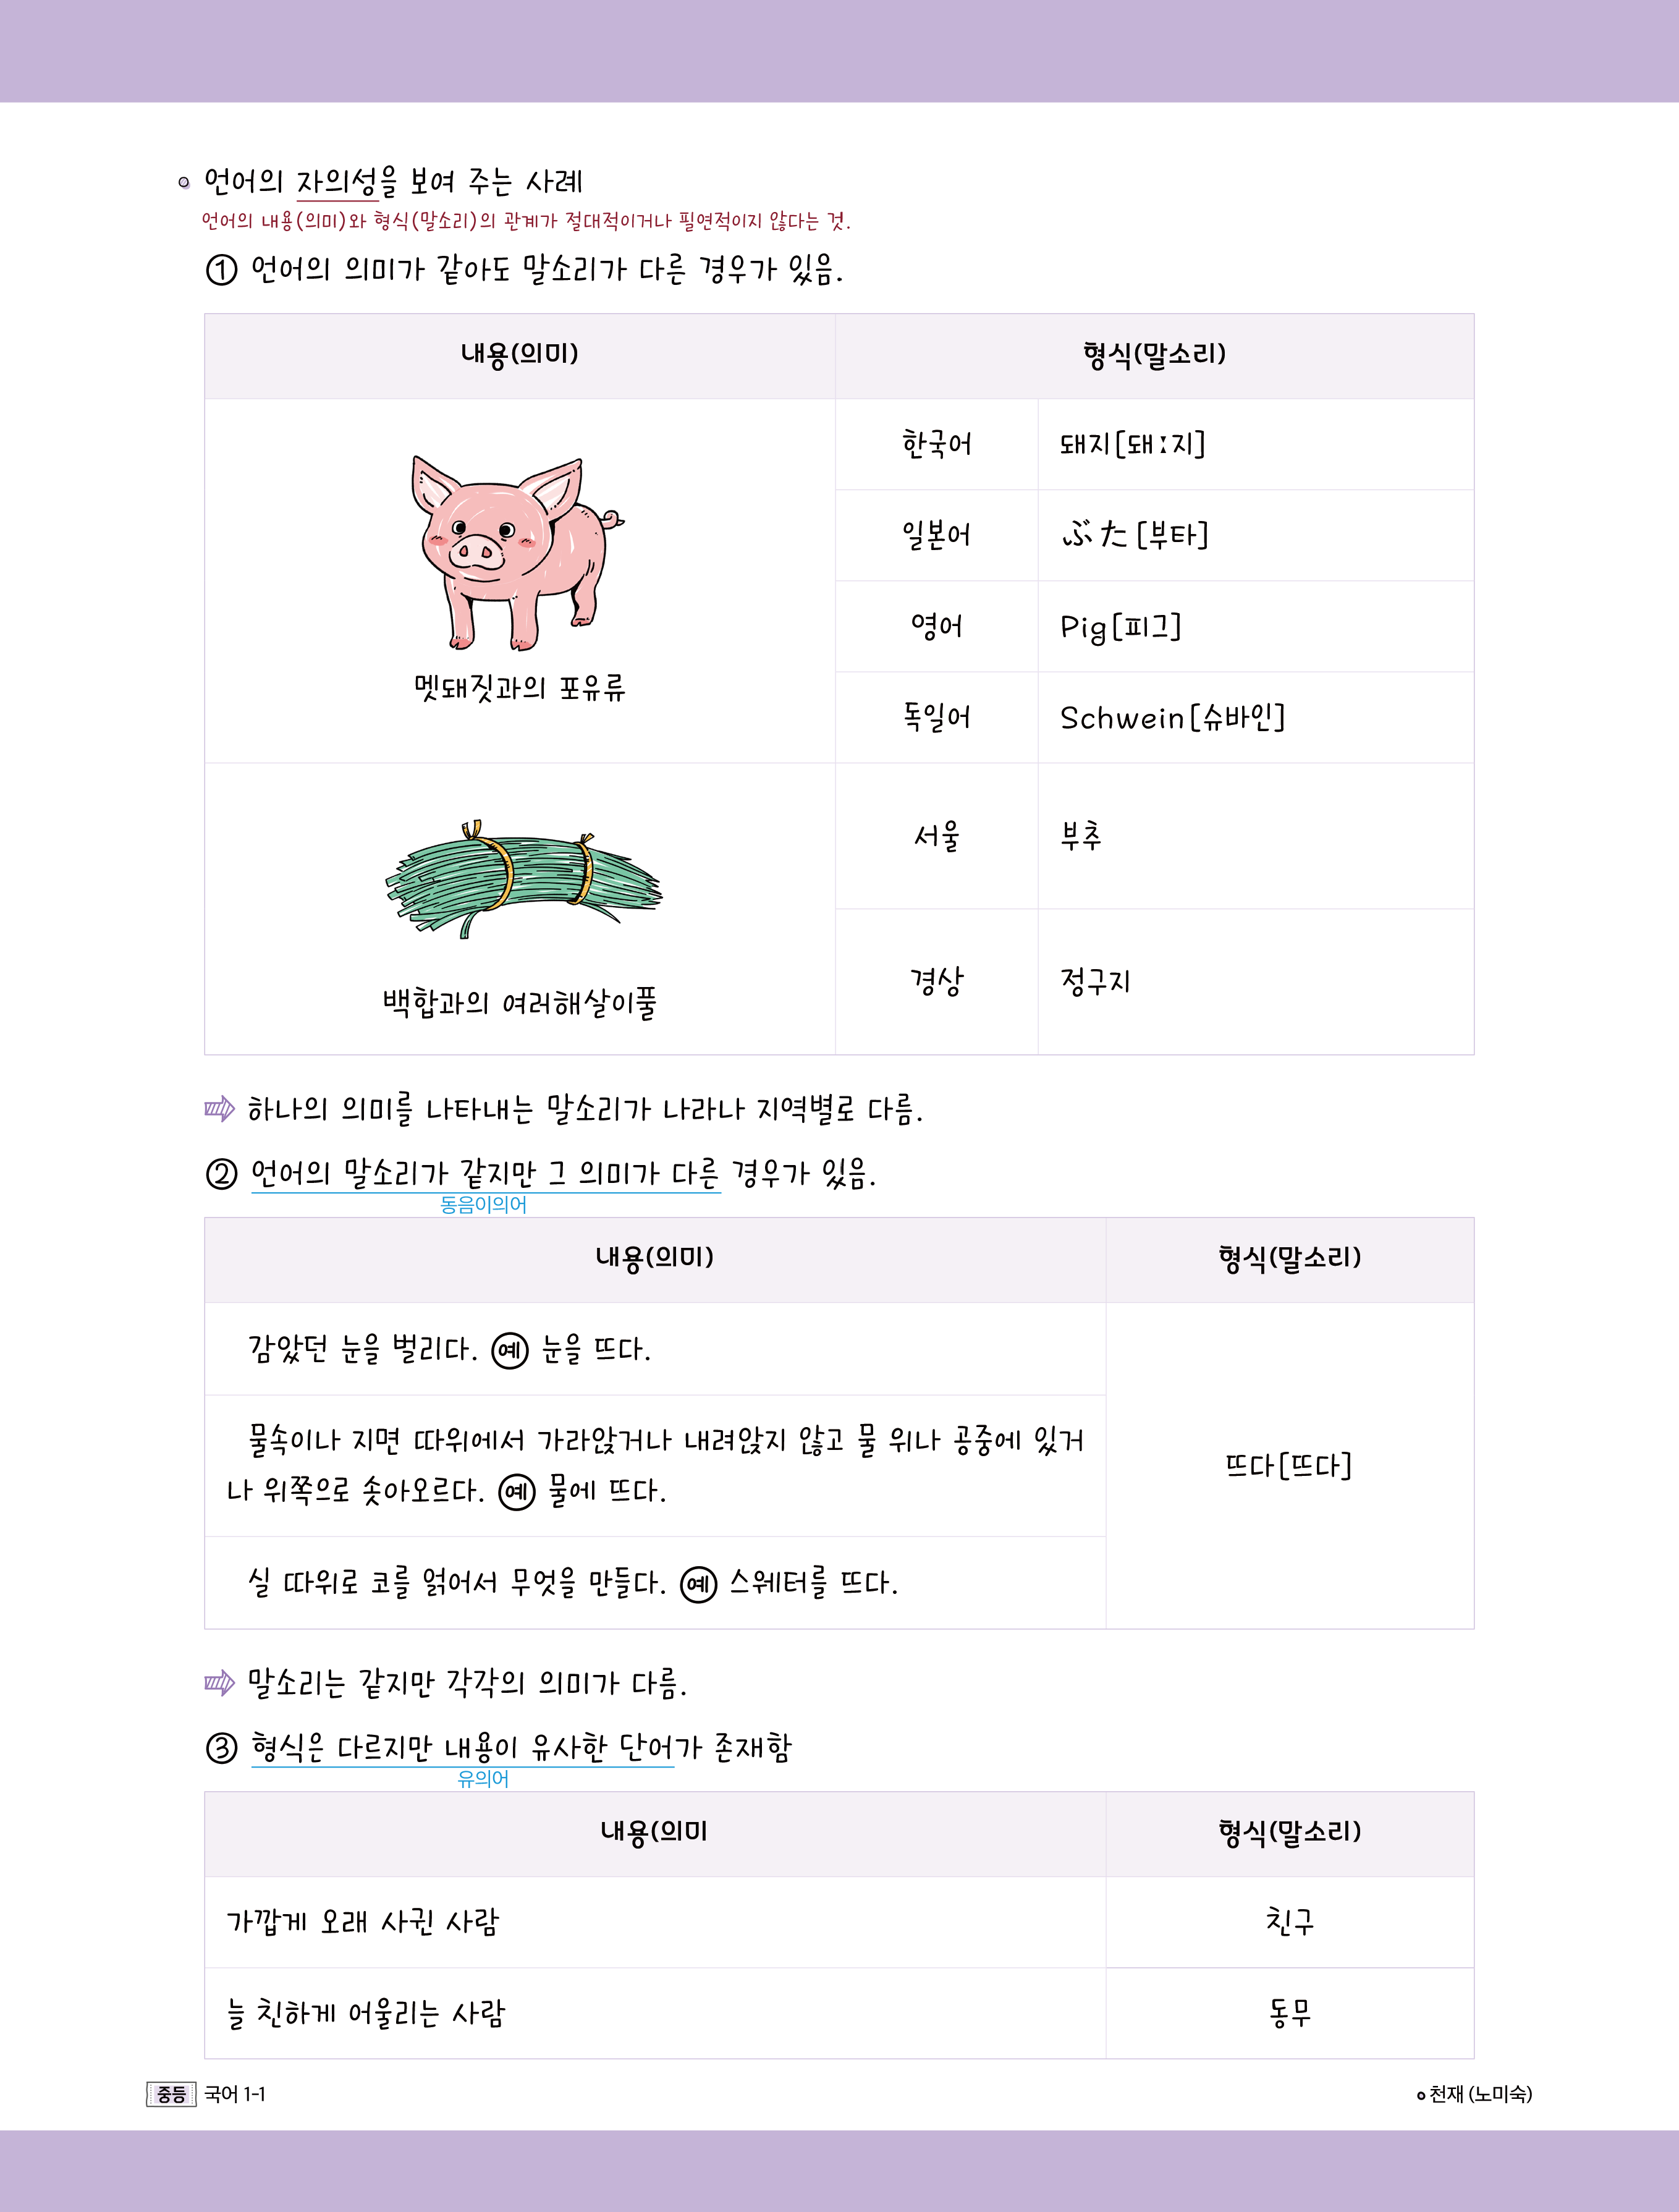 언어의 자의성을 보여 주는 사례
언어의 내용(의미)와 형식(말소리)의 관계가 절대적이거나 필연적이지 않다는 것.
① 언어의 의미가 같아도 말소리가 다른 경우가 있음.
내용(의미) 형식(말소리)
한국어 돼지[돼ː지]
일본어 ぶた[부타]
영어 Pig[피그]
독일어 Schwein[슈바인]
멧돼짓과의 포유류
서울 부추
경상 정구지
백합과의 여러해살이풀
하나의 의미를 나타내는 말소리가 나라나 지역별로 다름.
② 언어의 말소리가 같지만 그 의미가 다른 경우가 있음.
동음이의어
내용(의미) 형식(말소리)
감았던 눈을 벌리다. 예 눈을 뜨다.
물속이나 지면 따위에서 가라앉거나 내려앉지 않고 물 위나 공중에 있거
나 위쪽으로 솟아오르다. 예 물에 뜨다.
뜨다[뜨다]
실 따위로 코를 얽어서 무엇을 만들다. 예 스웨터를 뜨다.
말소리는 같지만 각각의 의미가 다름.
③ 형식은 다르지만 내용이 유사한 단어가 존재함
유의어
내용(의미 형식(말소리)
가깝게 오래 사귄 사람 친구
늘 친하게 어울리는 사람 동무
중등 국어 1-1 천재 (노미숙)